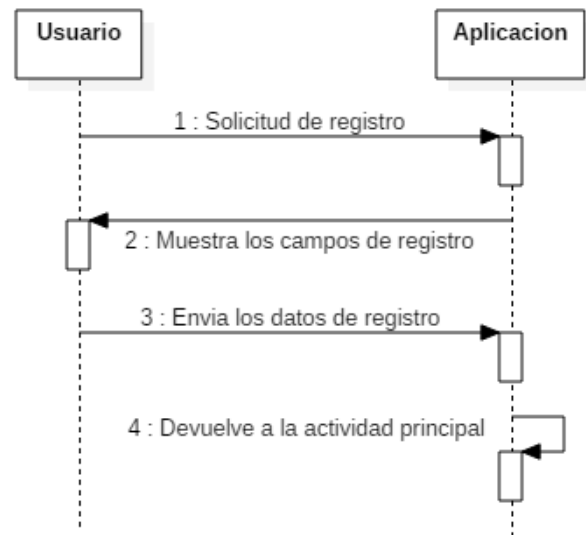 Usuario
Aplicacion
1 : Solicitud de registro
2 : Muestra los campos de registro
3 : Envia los datos de registro
4 : Devuelve a la actividad principal